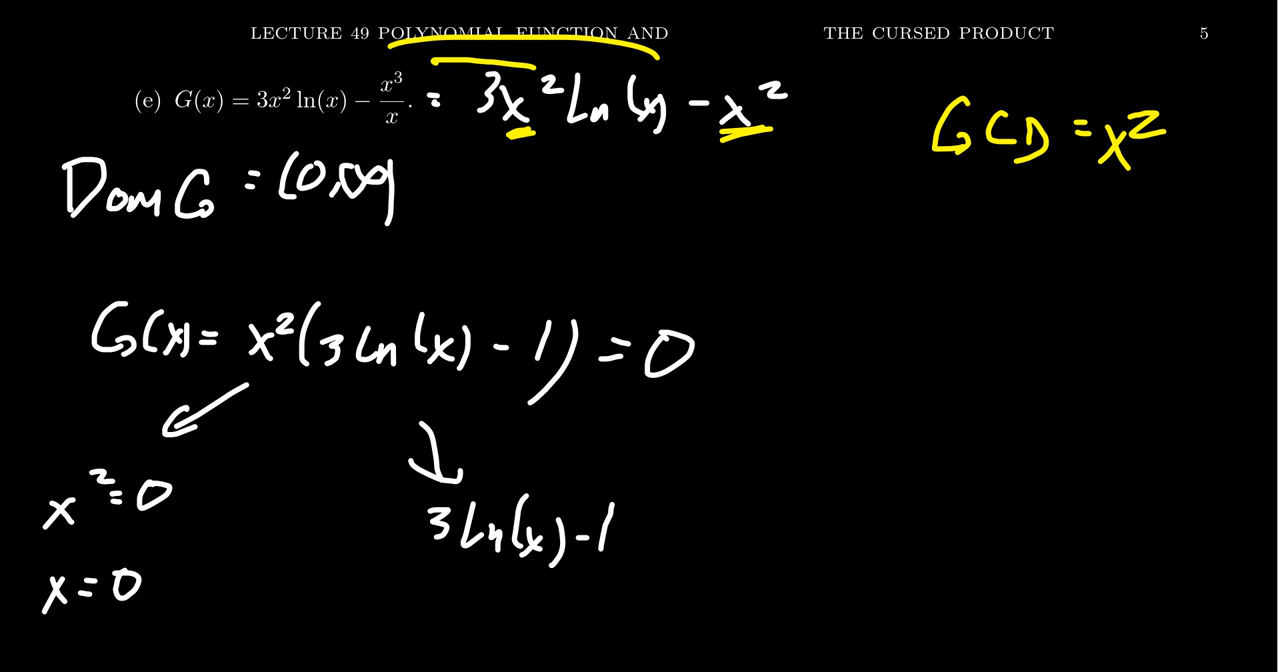 LECTURE 49 POLYNOMIAL FUNCTION AND THE CURSED PRODUCT 5
(e) G(x) = 3x² ln(x) − x³/x. = 3x² Ln(x) - x²
GCD = x²
Dom G = (0,∞)
G(x) = x²(3 Ln(x) - 1) = 0
x² = 0
3 Ln(x) - 1
x = 0